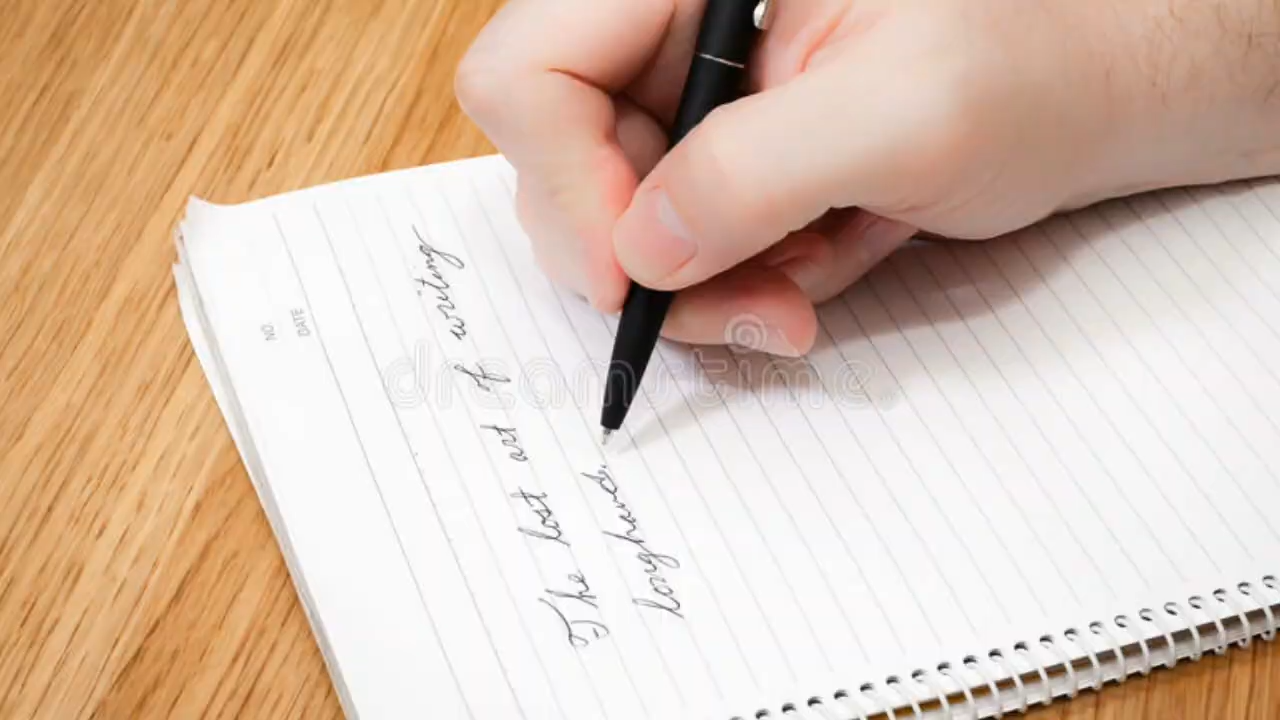 NO.
DATE
The lost art of writing
longhand.
dreamstime